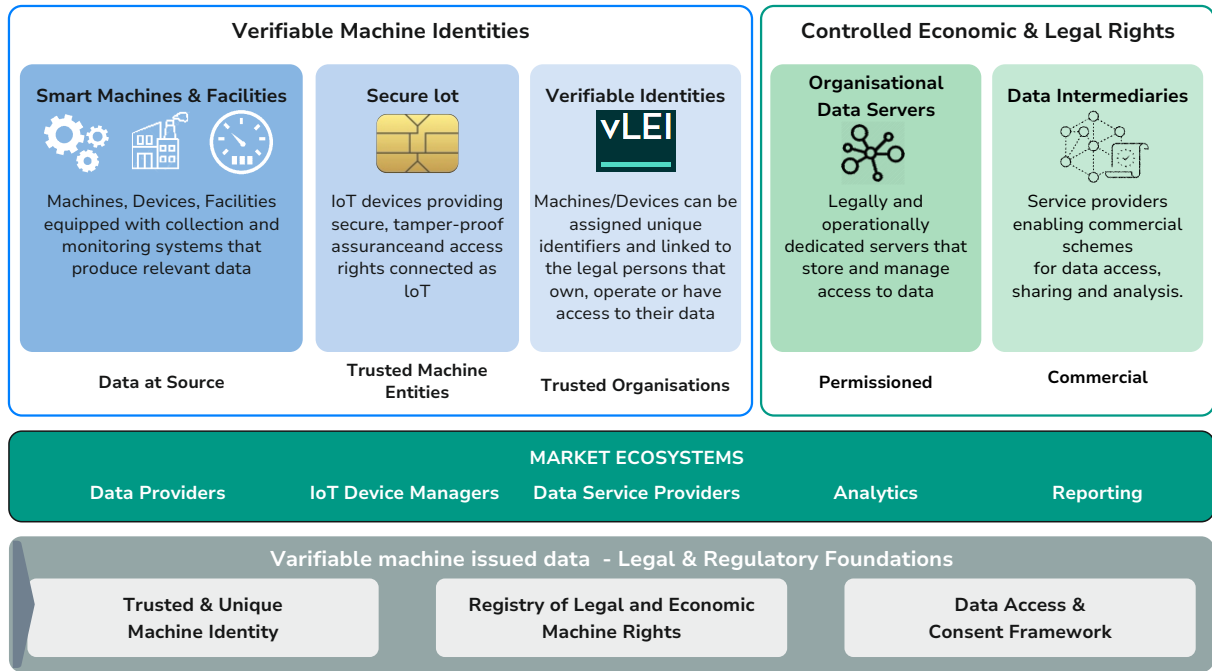 Verifiable Machine Identities
Controlled Economic & Legal Rights
Smart Machines & Facilities
Machines, Devices, Facilities
equipped with collection and
monitoring systems that
produce relevant data
Data at Source
Secure lot
IoT devices providing
secure, tamper-proof
assuranceand access
rights connected as
loT
Trusted Machine
Entities
Verifiable Identities
vLEI
Machines/Devices can be
assigned unique
identifiers and linked to
the legal persons that
own, operate or have
access to their data
Trusted Organisations
Organisational
Data Servers
Legally and
operationally
dedicated servers that
store and manage
access to data
Permissioned
Data Intermediaries
Service providers
enabling commercial
schemes
for data access,
sharing and analysis.
Commercial
MARKET ECOSYSTEMS
Data Providers
IoT Device Managers
Data Service Providers
Analytics
Reporting
Varifiable machine issued data - Legal & Regulatory Foundations
Trusted & Unique
Machine Identity
Registry of Legal and Economic
Machine Rights
Data Access &
Consent Framework